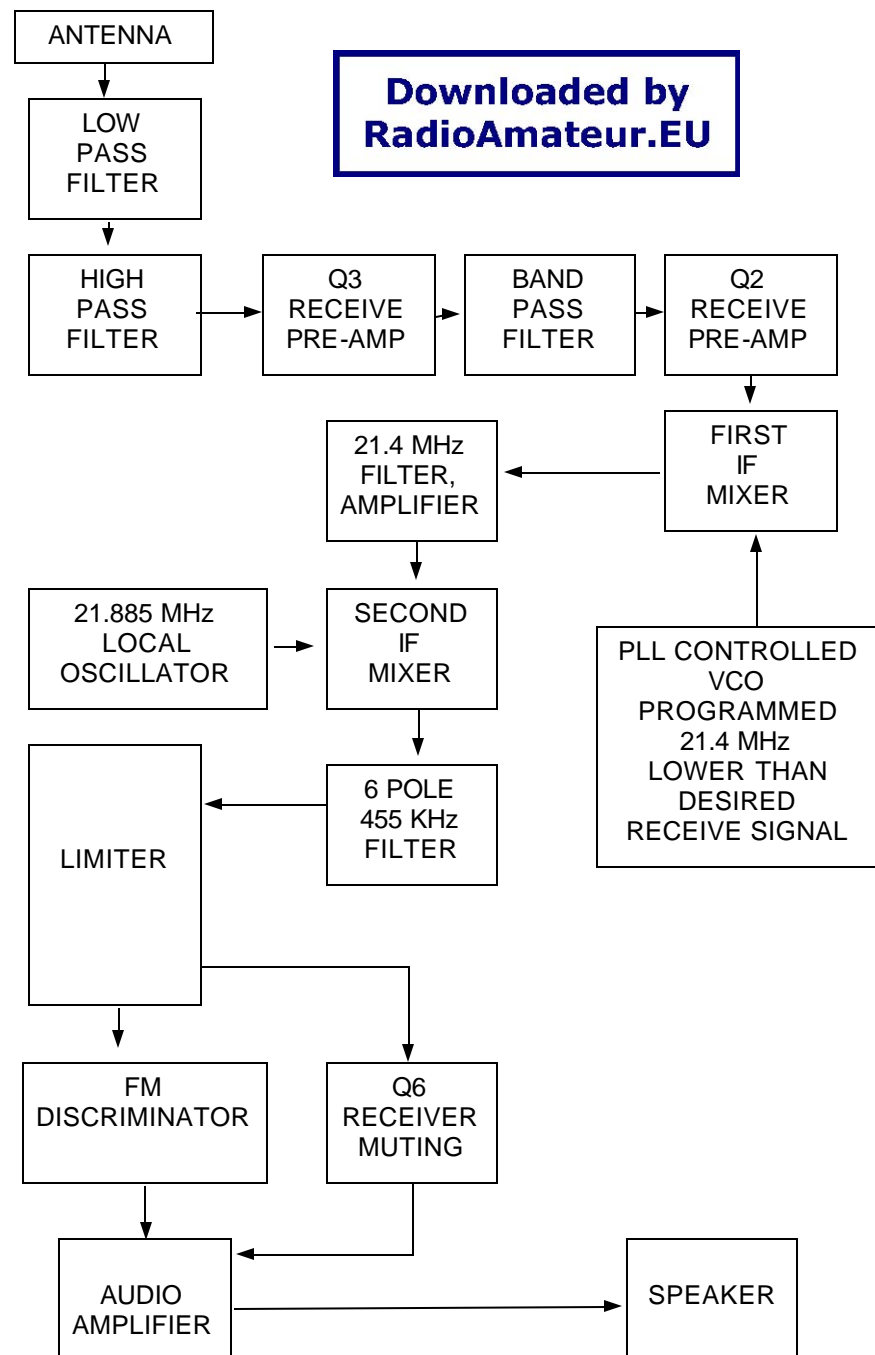 ANTENNA
Downloaded by
RadioAmateur.EU
LOW
PASS
FILTER
HIGH
PASS
FILTER
Q3
RECEIVE
PRE-AMP
BAND
PASS
FILTER
Q2
RECEIVE
PRE-AMP
21.4 MHz
FILTER,
AMPLIFIER
FIRST
IF
MIXER
21.885 MHz
LOCAL
OSCILLATOR
SECOND
IF
MIXER
PLL CONTROLLED
VCO
PROGRAMMED
21.4 MHz
LOWER THAN
DESIRED
RECEIVE SIGNAL
LIMITER
6 POLE
455 KHz
FILTER
FM
DISCRIMINATOR
Q6
RECEIVER
MUTING
AUDIO
AMPLIFIER
SPEAKER